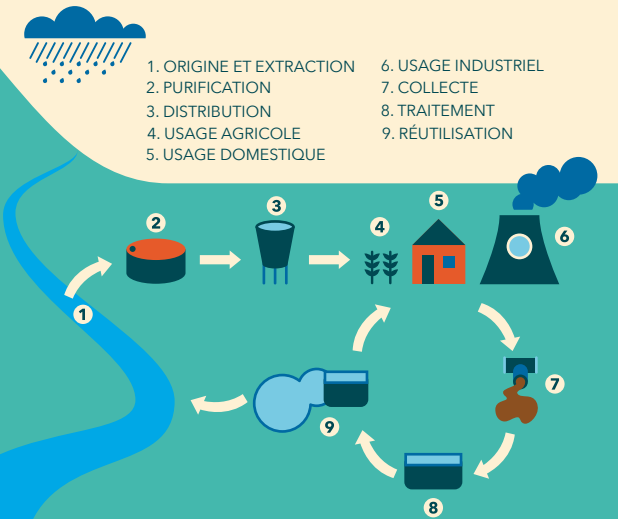 1. ORIGINE ET EXTRACTION
2. PURIFICATION
3. DISTRIBUTION
4. USAGE AGRICOLE
5. USAGE DOMESTIQUE
6. USAGE INDUSTRIEL
7. COLLECTE
8. TRAITEMENT
9. RÉUTILISATION
1
2
3
4
5
6
7
8
9